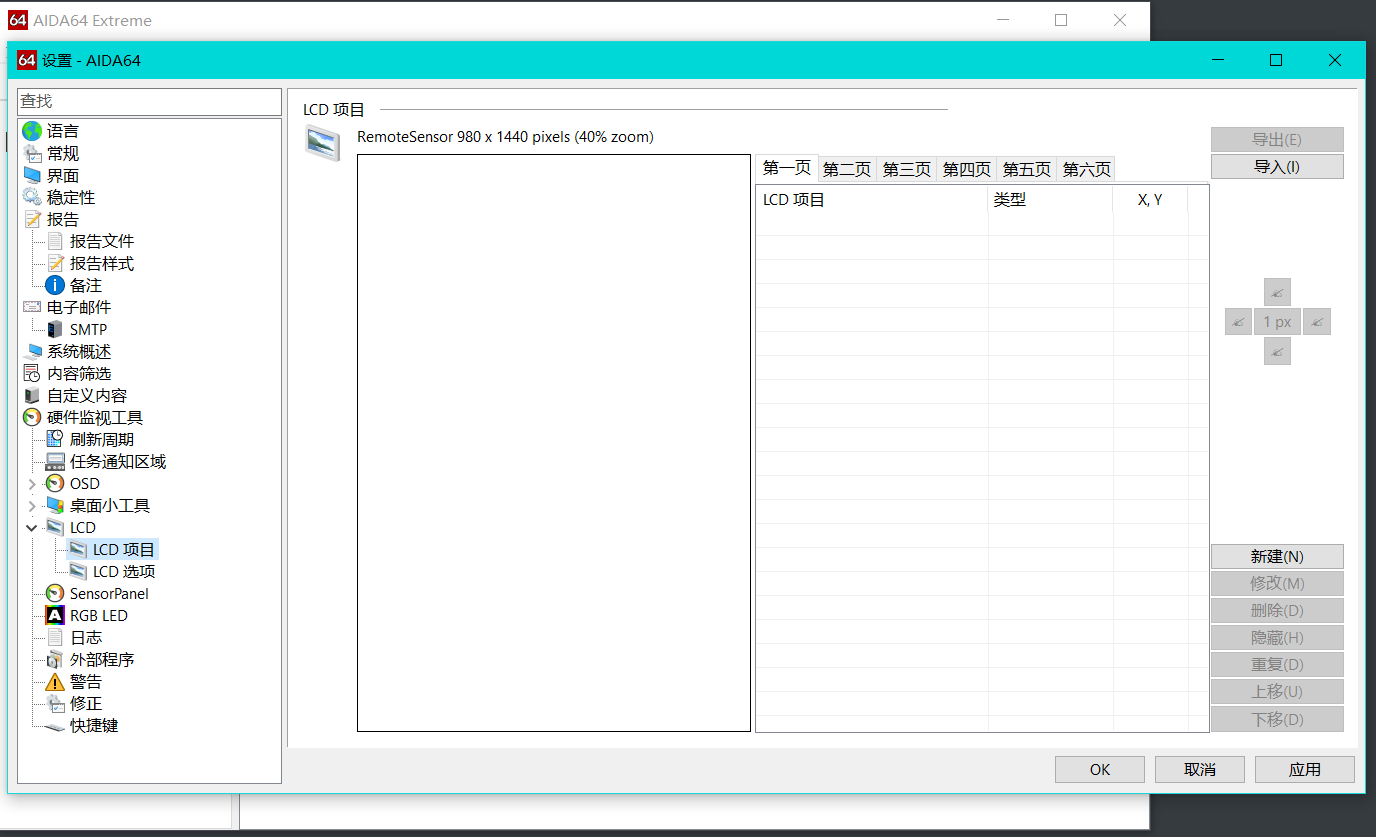 64 AIDA64 Extreme
64 设置 - AIDA64
查找
语言
常规
界面
稳定性
报告
报告文件
报告样式
备注
电子邮件
SMTP
系统概述
内容筛选
自定义内容
硬件监视工具
刷新周期
任务通知区域
OSD
桌面小工具
LCD
LCD 项目
LCD 选项
SensorPanel
A RGB LED
日志
外部程序
警告
修正
快捷键
LCD 项目
RemoteSensor 980 x 1440 pixels (40% zoom)
第一页 第二页 第三页 第四页 第五页 第六页
LCD 项目 类型 X, Y
导出(E)
导入(I)
1 px
新建(N)
修改(M)
删除(D)
隐藏(H)
重复(D)
上移(U)
下移(D)
OK 取消 应用